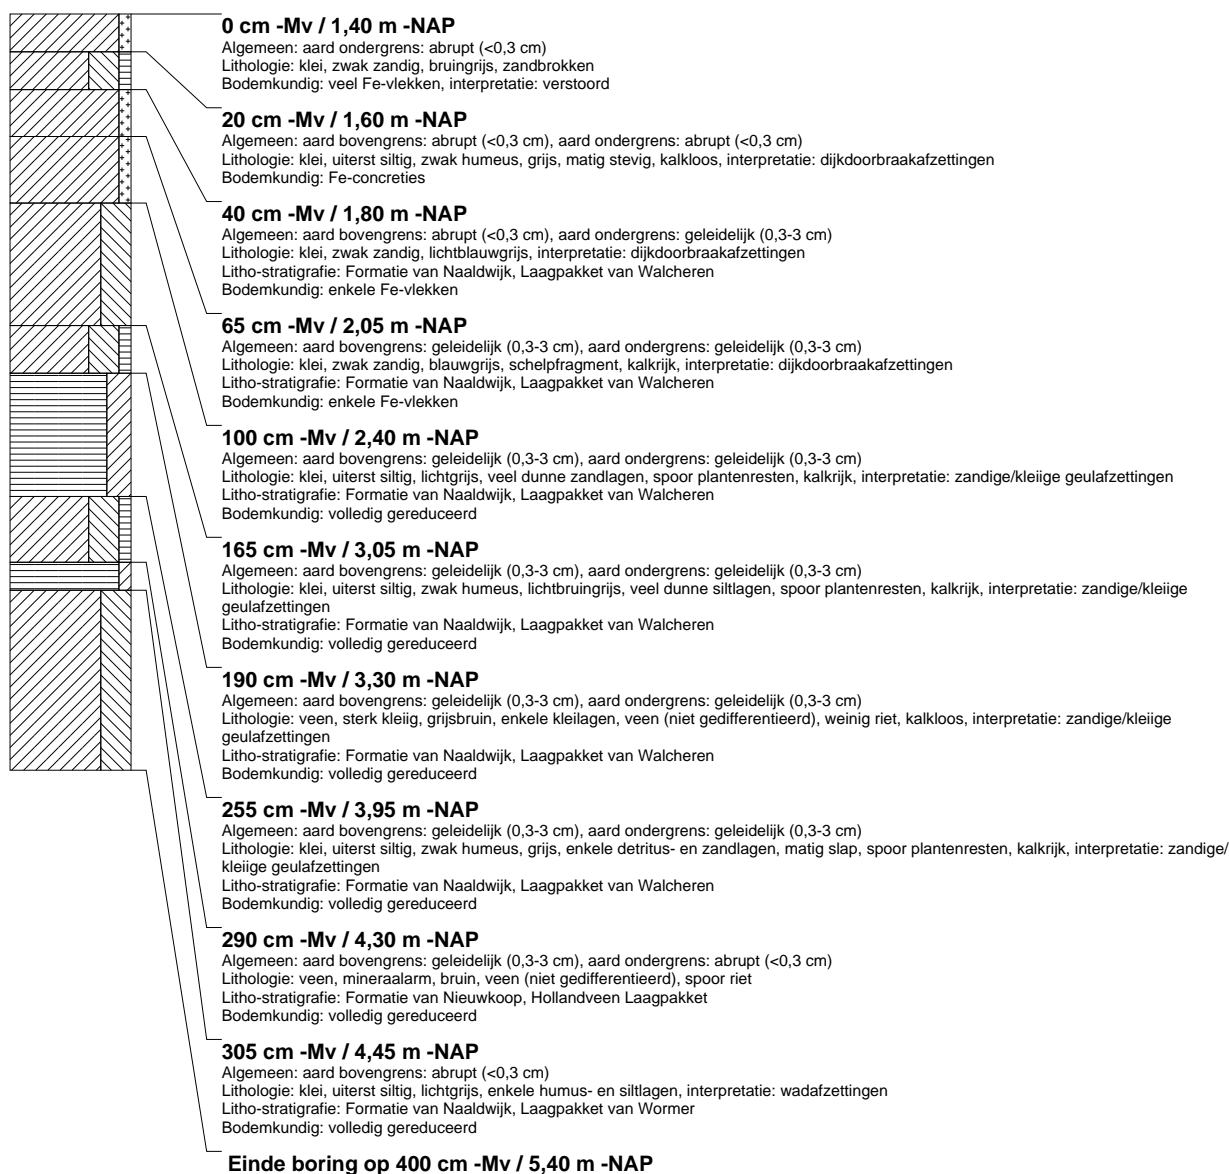 0 cm -Mv / 1,40 m -NAP
Algemeen: aard ondergrens: abrupt (<0,3 cm)
Lithologie: klei, zwak zandig, bruingrijs, zandbrokken
Bodemkundig: veel Fe-vlekken, interpretatie: verstoord
20 cm -Mv / 1,60 m -NAP
Algemeen: aard bovengrens: abrupt (<0,3 cm), aard ondergrens: abrupt (<0,3 cm)
Lithologie: klei, uiterst siltig, zwak humeus, grijs, matig stevig, kalkloos, interpretatie: dijkdoorbraakafzettingen
Bodemkundig: Fe-concreties
40 cm -Mv / 1,80 m -NAP
Algemeen: aard bovengrens: abrupt (<0,3 cm), aard ondergrens: geleidelijk (0,3-3 cm)
Lithologie: klei, zwak zandig, lichtblauwgrijs, interpretatie: dijkdoorbraakafzettingen
Litho-stratigrafie: Formatie van Naaldwijk, Laagpakket van Walcheren
Bodemkundig: enkele Fe-vlekken
65 cm -Mv / 2,05 m -NAP
Algemeen: aard bovengrens: geleidelijk (0,3-3 cm), aard ondergrens: geleidelijk (0,3-3 cm)
Lithologie: klei, zwak zandig, blauwgrijs, schelpfragment, kalkrijk, interpretatie: dijkdoorbraakafzettingen
Litho-stratigrafie: Formatie van Naaldwijk, Laagpakket van Walcheren
Bodemkundig: enkele Fe-vlekken
100 cm -Mv / 2,40 m -NAP
Algemeen: aard bovengrens: geleidelijk (0,3-3 cm), aard ondergrens: geleidelijk (0,3-3 cm)
Lithologie: klei, uiterst siltig, lichtgrijs, veel dunne zandlagen, spoor plantenresten, kalkrijk, interpretatie: zandige/kleiige geulafzettingen
Litho-stratigrafie: Formatie van Naaldwijk, Laagpakket van Walcheren
Bodemkundig: volledig gereduceerd
165 cm -Mv / 3,05 m -NAP
Algemeen: aard bovengrens: geleidelijk (0,3-3 cm), aard ondergrens: geleidelijk (0,3-3 cm)
Lithologie: klei, uiterst siltig, zwak humeus, lichtbruingrijs, veel dunne siltlagen, spoor plantenresten, kalkrijk, interpretatie: zandige/kleiige
geulafzettingen
Litho-stratigrafie: Formatie van Naaldwijk, Laagpakket van Walcheren
Bodemkundig: volledig gereduceerd
190 cm -Mv / 3,30 m -NAP
Algemeen: aard bovengrens: geleidelijk (0,3-3 cm), aard ondergrens: geleidelijk (0,3-3 cm)
Lithologie: veen, sterk kleiig, grijsbruin, enkele kleilagen, veen (niet gedifferentieerd), weinig riet, kalkloos, interpretatie: zandige/kleiige
geulafzettingen
Litho-stratigrafie: Formatie van Naaldwijk, Laagpakket van Walcheren
Bodemkundig: volledig gereduceerd
255 cm -Mv / 3,95 m -NAP
Algemeen: aard bovengrens: geleidelijk (0,3-3 cm), aard ondergrens: geleidelijk (0,3-3 cm)
Lithologie: klei, uiterst siltig, zwak humeus, grijs, enkele detritus- en zandlagen, matig slap, spoor plantenresten, kalkrijk, interpretatie: zandige/
kleiige geulafzettingen
Litho-stratigrafie: Formatie van Naaldwijk, Laagpakket van Walcheren
Bodemkundig: volledig gereduceerd
290 cm -Mv / 4,30 m -NAP
Algemeen: aard bovengrens: geleidelijk (0,3-3 cm), aard ondergrens: abrupt (<0,3 cm)
Lithologie: veen, mineraalarm, bruin, veen (niet gedifferentieerd), spoor riet
Litho-stratigrafie: Formatie van Nieuwkoop, Hollandveen Laagpakket
Bodemkundig: volledig gereduceerd
305 cm -Mv / 4,45 m -NAP
Algemeen: aard bovengrens: abrupt (<0,3 cm)
Lithologie: klei, uiterst siltig, lichtgrijs, enkele humus- en siltlagen, interpretatie: wadafzettingen
Litho-stratigrafie: Formatie van Naaldwijk, Laagpakket van Wormer
Bodemkundig: volledig gereduceerd
Einde boring op 400 cm -Mv / 5,40 m -NAP